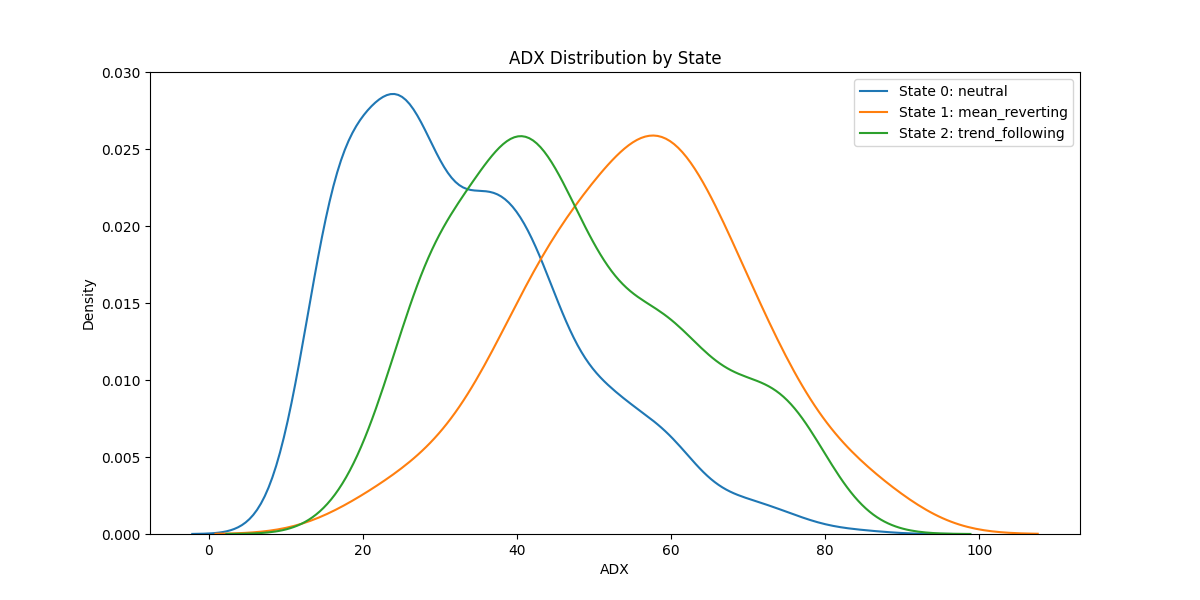 ADX Distribution by State
State 0: neutral
State 1: mean_reverting
State 2: trend_following
Density
0.030
0.025
0.020
0.015
0.010
0.005
0.000
0 20 40 60 80 100
ADX